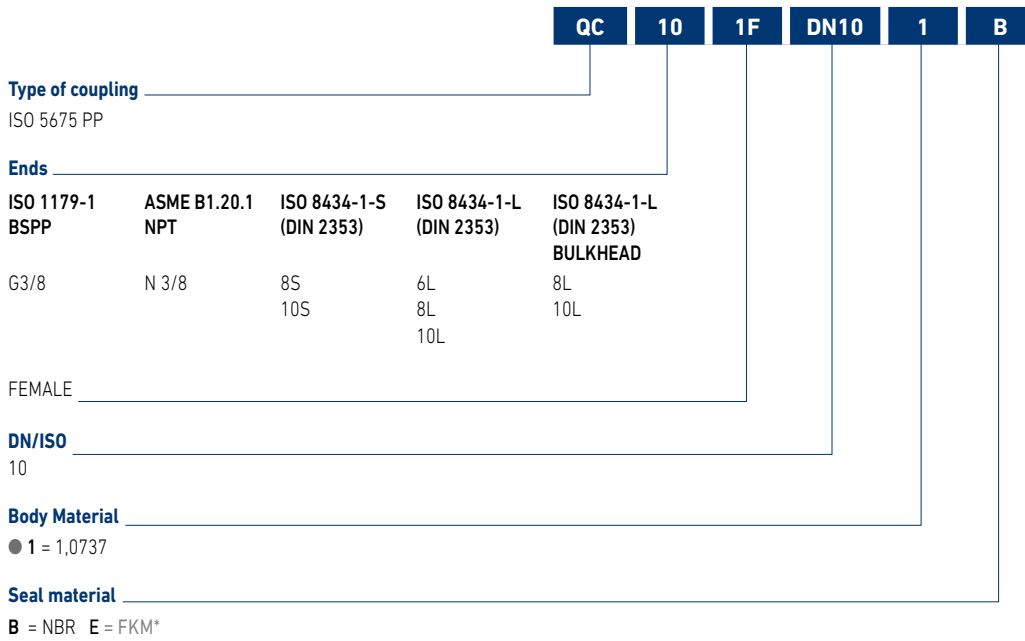 QC 10 1F DN10 1 B
Type of coupling
ISO 5675 PP
Ends
ISO 1179-1 ASME B1.20.1 ISO 8434-1-S ISO 8434-1-L ISO 8434-1-L
BSPP NPT (DIN 2353) (DIN 2353) (DIN 2353)
BULKHEAD
G3/8 N 3/8 8S 6L 8L
10S 8L 10L
10L
FEMALE
DN/ISO
10
Body Material
● 1 = 1,0737
Seal material
B = NBR E = FKM*